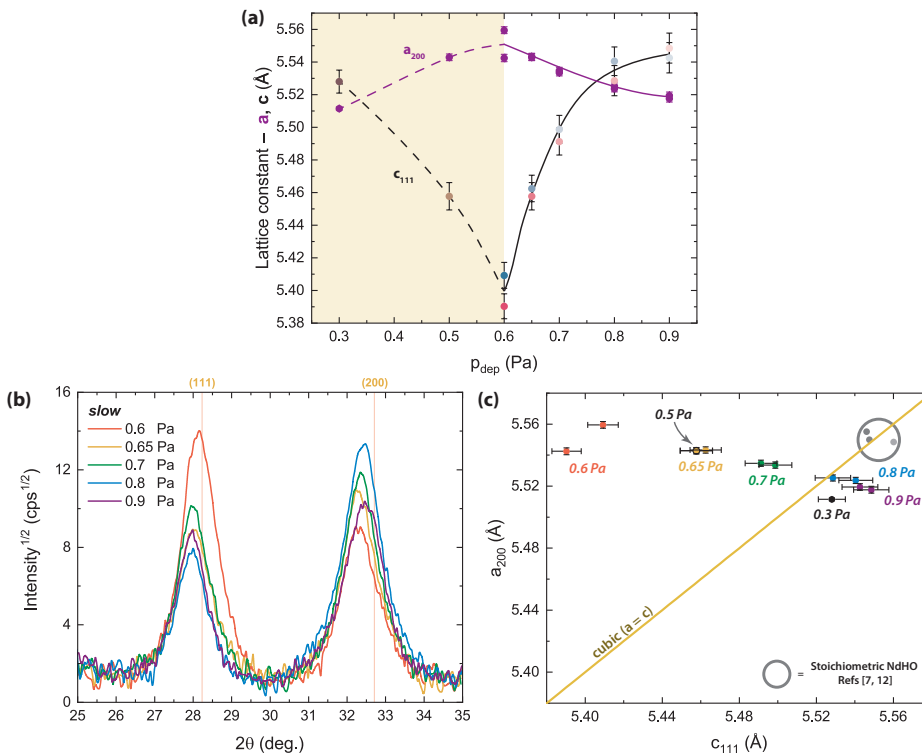 (a)
5.56
5.54
5.52
5.50
5.48
5.46
5.44
5.42
5.40
5.38
Lattice constant – a, c (Å)
a200
c111
0.3 0.4 0.5 0.6 0.7 0.8 0.9
pdep (Pa)
(b)
(111) (200)
16
12
8
4
0
Intensity1/2 (cps1/2)
slow
0.6 Pa
0.65 Pa
0.7 Pa
0.8 Pa
0.9 Pa
25 26 27 28 29 30 31 32 33 34 35
2θ (deg.)
(c)
5.56
5.52
5.48
5.44
5.40
a200 (Å)
0.5 Pa
0.6 Pa
0.65 Pa
0.7 Pa
0.8 Pa
0.9 Pa
0.3 Pa
cubic (a = c)
= Stoichiometric NdHO
Refs [7, 12]
5.40 5.44 5.48 5.52 5.56
c111 (Å)